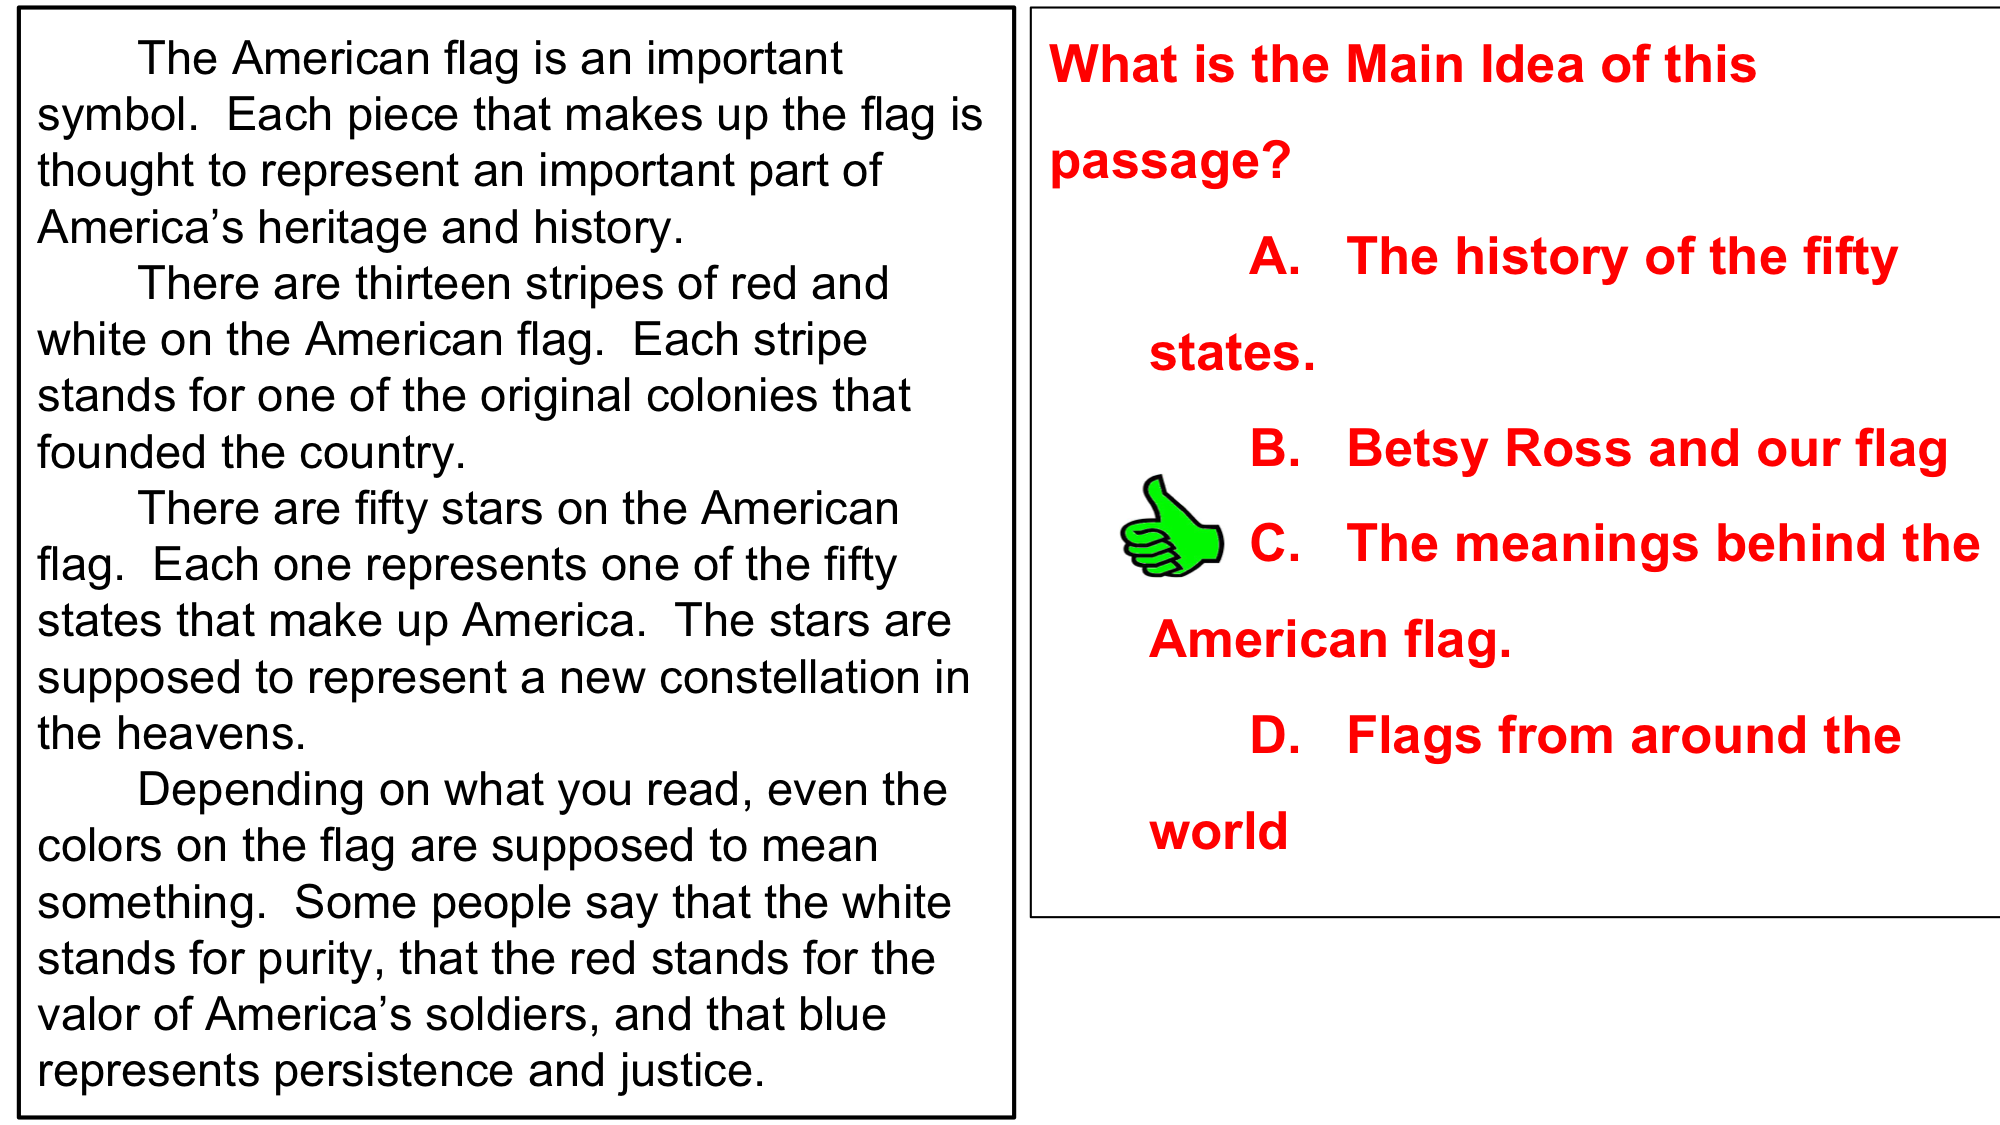 The American flag is an important
symbol.  Each piece that makes up the flag is
thought to represent an important part of
America’s heritage and history.
There are thirteen stripes of red and
white on the American flag.  Each stripe
stands for one of the original colonies that
founded the country.
There are fifty stars on the American
flag.  Each one represents one of the fifty
states that make up America.  The stars are
supposed to represent a new constellation in
the heavens.
Depending on what you read, even the
colors on the flag are supposed to mean
something.  Some people say that the white
stands for purity, that the red stands for the
valor of America’s soldiers, and that blue
represents persistence and justice.
What is the Main Idea of this
passage?
A.   The history of the fifty
states.
B.   Betsy Ross and our flag
C.   The meanings behind the
American flag.
D.   Flags from around the
world